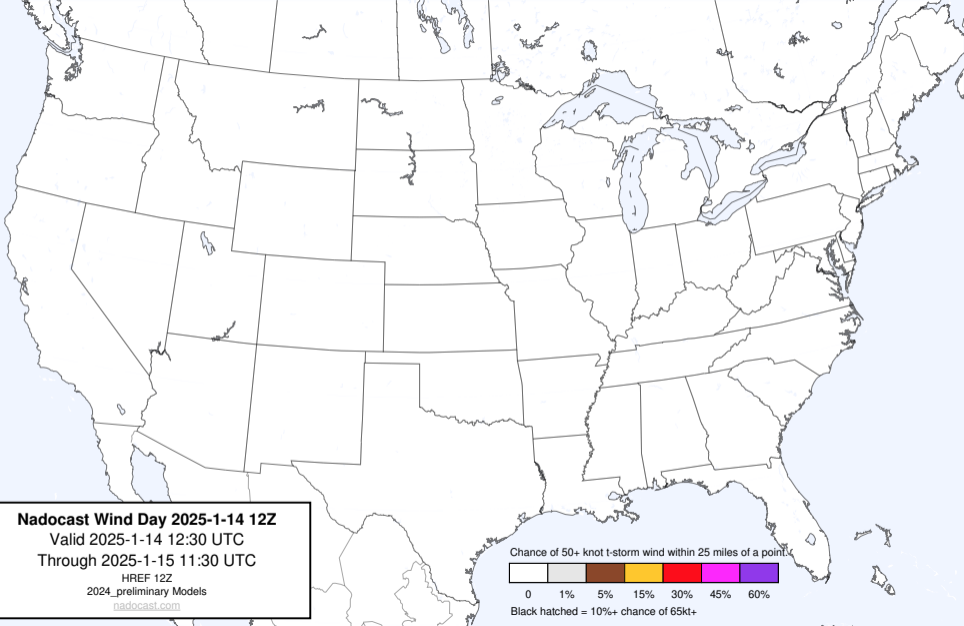 Nadocast Wind Day 2025-1-14 12Z
Valid 2025-1-14 12:30 UTC
Through 2025-1-15 11:30 UTC
HREF 12Z
2024_preliminary Models
nadocast.com
Chance of 50+ knot t-storm wind within 25 miles of a point.
0 1% 5% 15% 30% 45% 60%
Black hatched = 10%+ chance of 65kt+